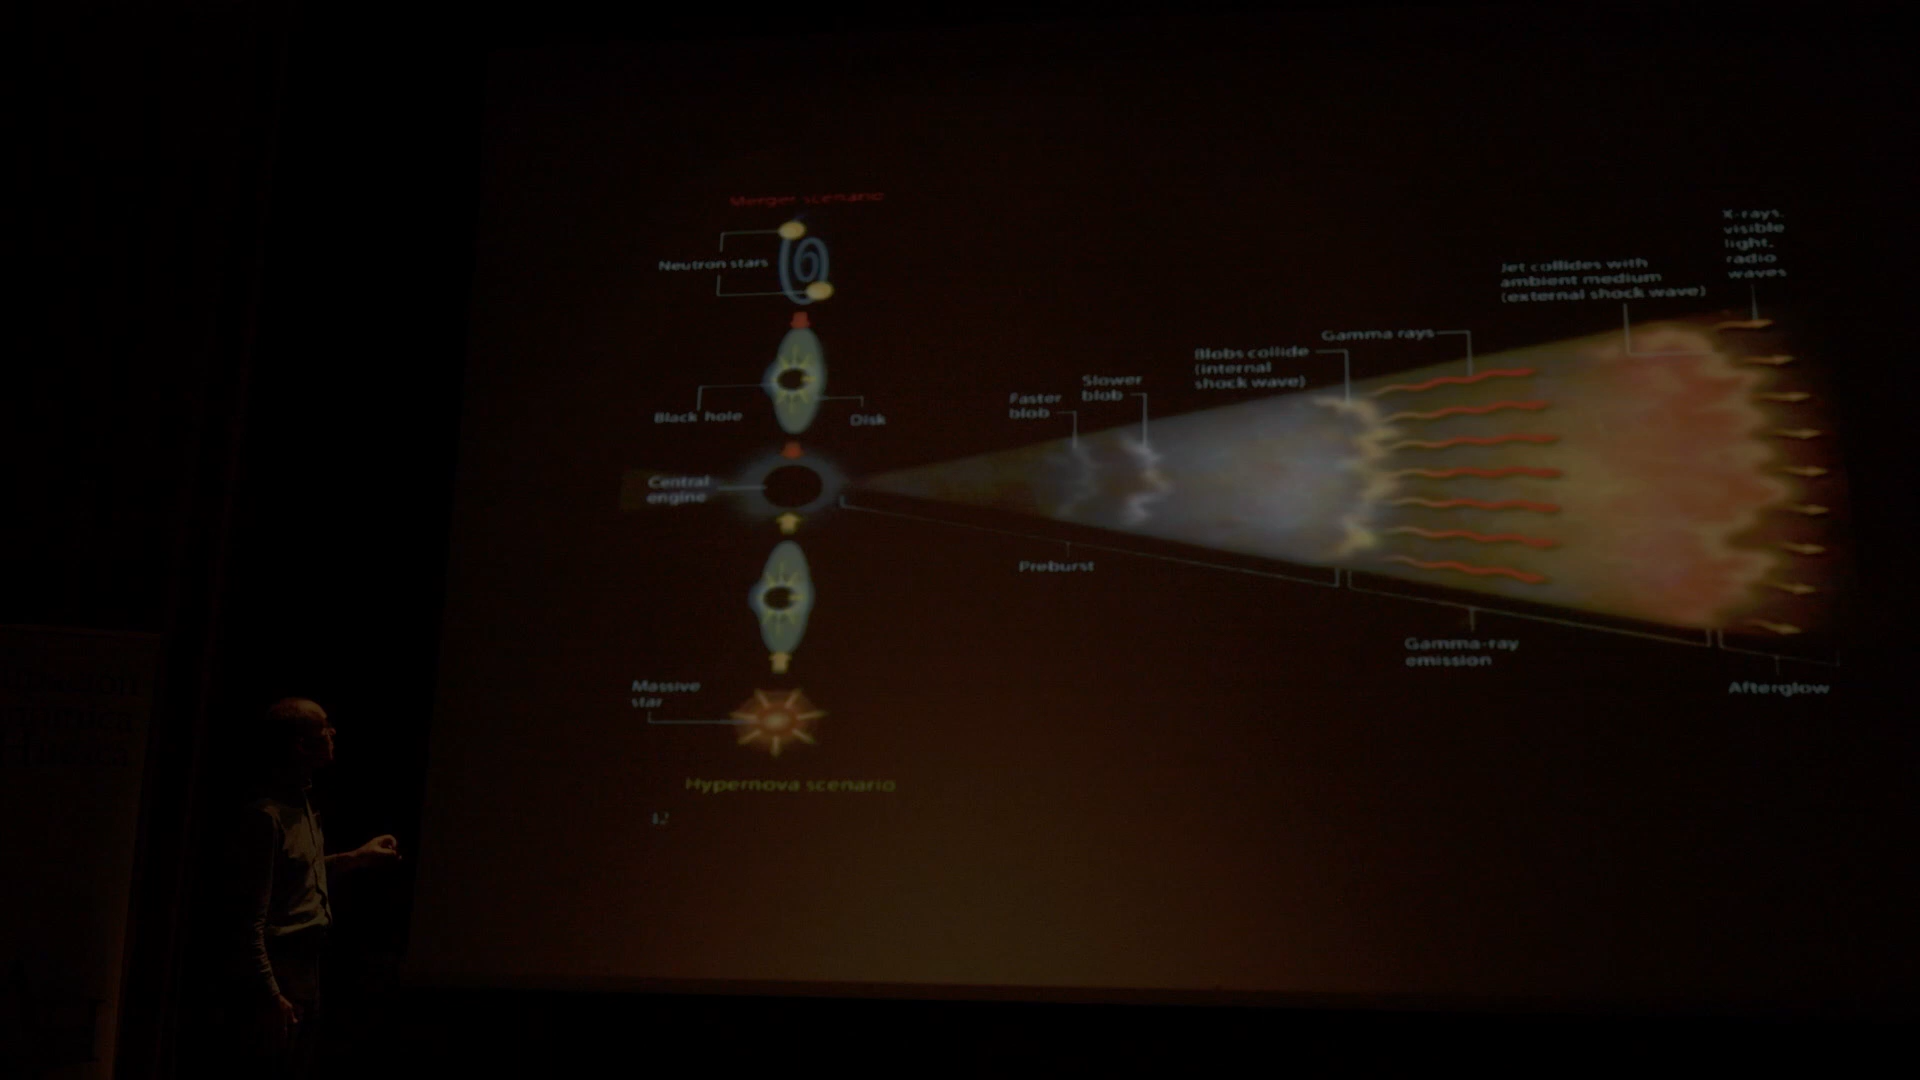 Merger scenario
Neutron stars
Black hole
Disk
Central
engine
Massive
star
Hypernova scenario
12
Faster
blob
Slower
blob
Blobs collide
(internal
shock wave)
Gamma rays
Jet collides with
ambient medium
(external shock wave)
X-rays,
visible
light,
radio
waves
Preburst
Gamma-ray
emission
Afterglow